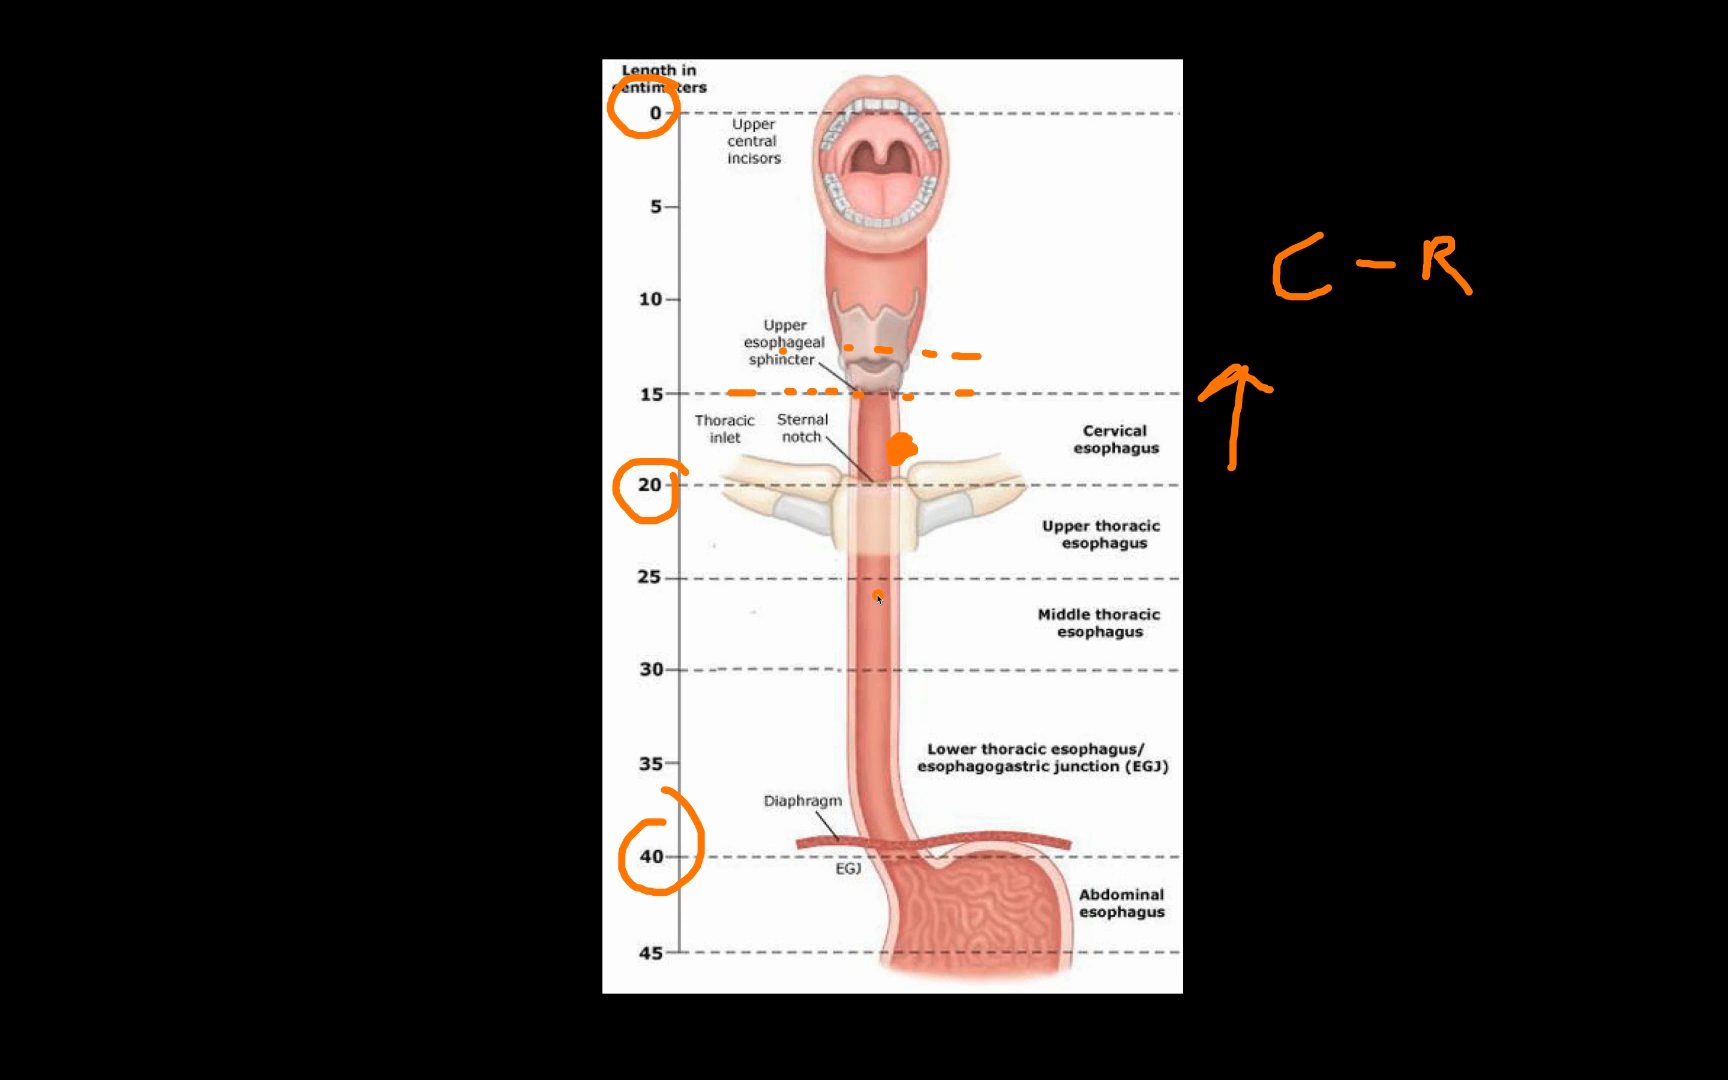 Length in
centimeters
0
Upper
central
incisors
5
C - R
10
Upper
esophageal
sphincter
15
Thoracic
inlet
Sternal
notch
Cervical
esophagus
20
Upper thoracic
esophagus
25
Middle thoracic
esophagus
30
Lower thoracic esophagus/
esophagogastric junction (EGJ)
35
Diaphragm
40
EGJ
Abdominal
esophagus
45